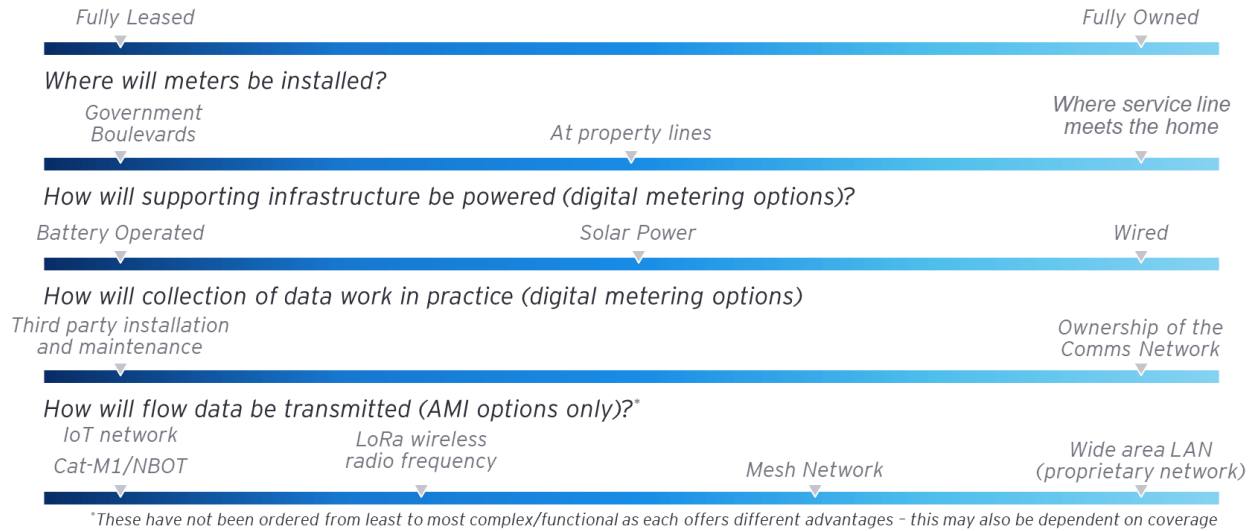 Fully Leased
Fully Owned
Where will meters be installed?
Government
Boulevards
At property lines
Where service line
meets the home
How will supporting infrastructure be powered (digital metering options)?
Battery Operated
Solar Power
Wired
How will collection of data work in practice (digital metering options)
Third party installation
and maintenance
Ownership of the
Comms Network
How will flow data be transmitted (AMI options only)?*
IoT network
Cat-M1/NBOT
LoRa wireless
radio frequency
Mesh Network
Wide area LAN
(proprietary network)
*These have not been ordered from least to most complex/functional as each offers different advantages – this may also be dependent on coverage